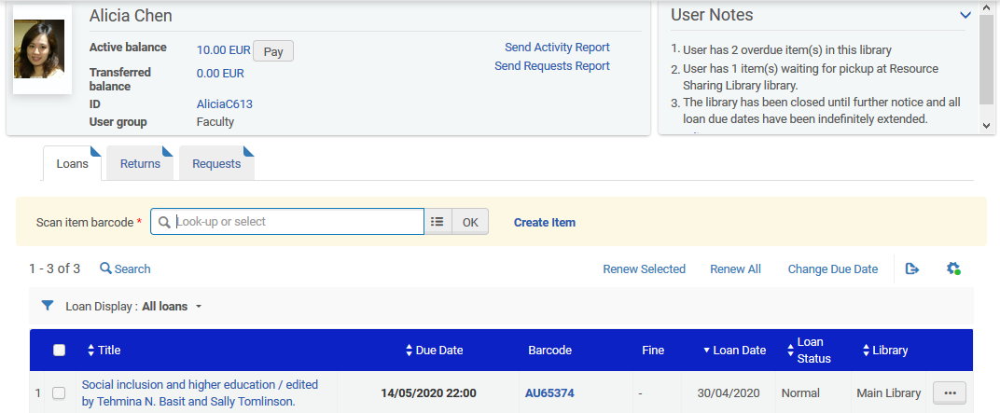 Alicia Chen
Active balance 10.00 EUR Pay
Transferred balance 0.00 EUR
ID AliciaC613
User group Faculty
Send Activity Report
Send Requests Report
User Notes
1. User has 2 overdue item(s) in this library
2. User has 1 item(s) waiting for pickup at Resource
Sharing Library library.
3. The library has been closed until further notice and all
loan due dates have been indefinitely extended.
Loans Returns Requests
Scan item barcode * Look-up or select OK Create Item
1 - 3 of 3 Search Renew Selected Renew All Change Due Date
Loan Display : All loans
Title Due Date Barcode Fine Loan Date Loan Status Library
1 Social inclusion and higher education / edited
by Tehmina N. Basit and Sally Tomlinson. 14/05/2020 22:00 AU65374 - 30/04/2020 Normal Main Library ...